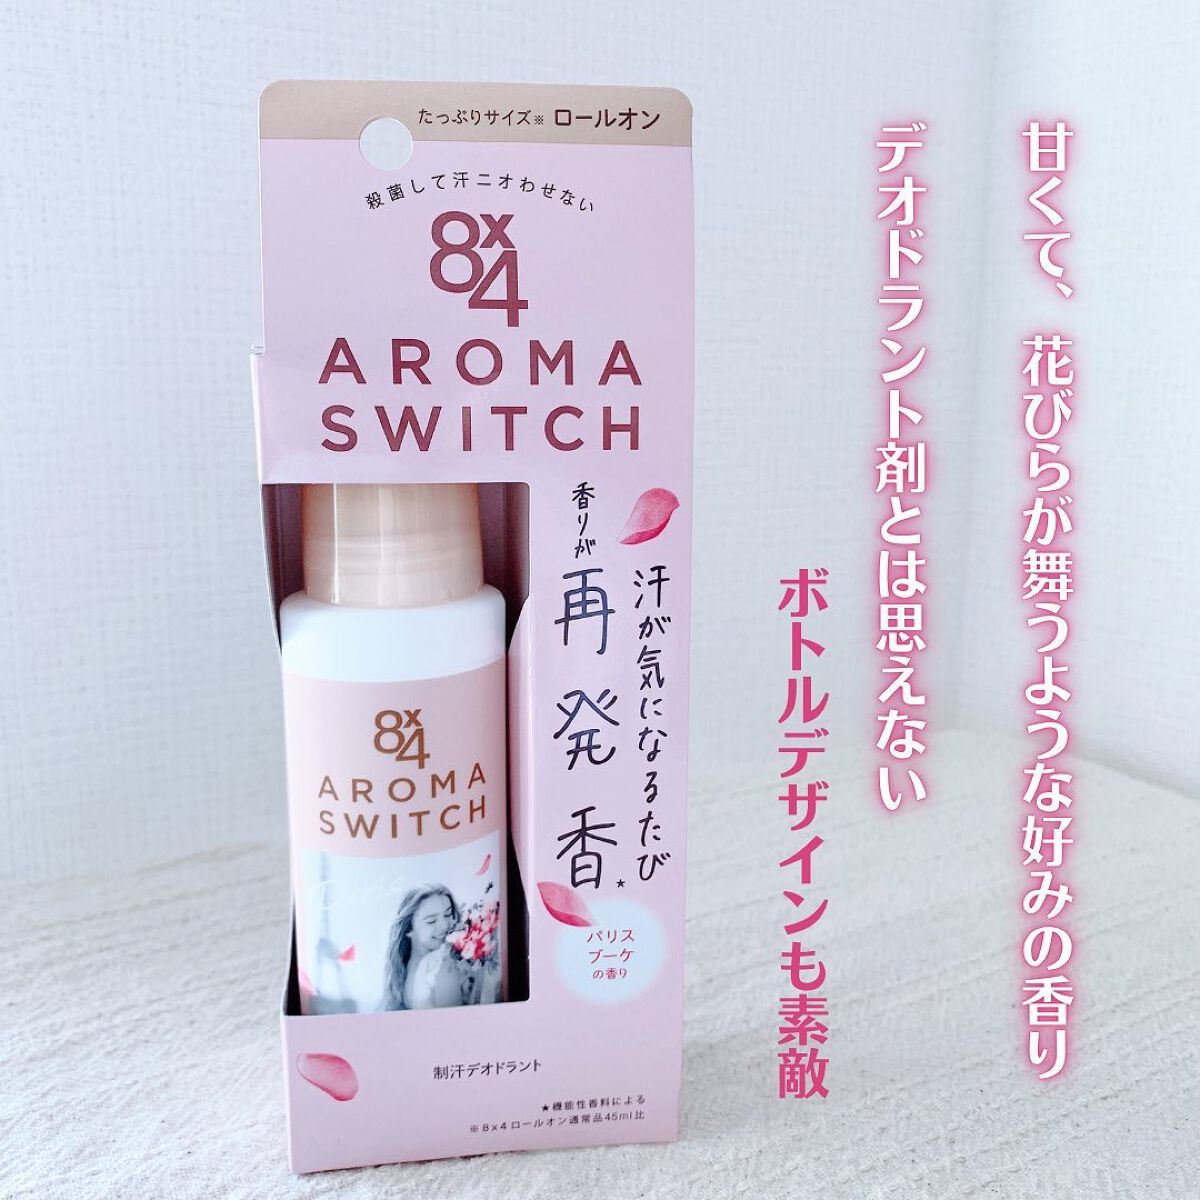 たっぷりサイズ※ ロールオン
殺菌して汗ニオわせない
8x4
AROMA
SWITCH
汗が気になるたび
香りが
再発香★
パリス
ブーケ
の香り
8x4
AROMA
SWITCH
制汗デオドラント
★機能性香料による
※8x4ロールオン通常品45ml比
甘くて、花びらが舞うような好みの香り
デオドラント剤とは思えない
ボトルデザインも素敵